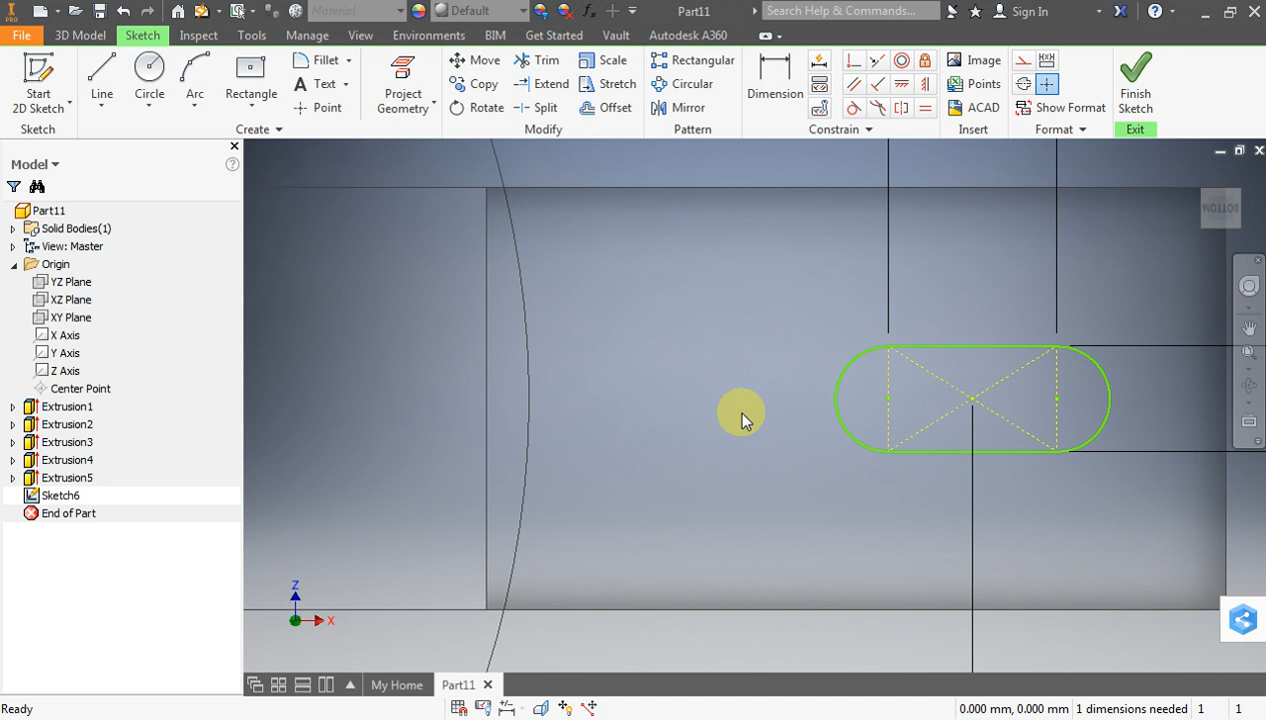 PRO
Material
Default
fx
Part11
Search Help & Commands...
Sign In
File
3D Model
Sketch
Inspect
Tools
Manage
View
Environments
BIM
Get Started
Vault
Autodesk A360
Start
2D Sketch
Line
Circle
Arc
Rectangle
Fillet
Text
Point
Project
Geometry
Move
Copy
Rotate
Trim
Extend
Split
Scale
Stretch
Offset
Rectangular
Circular
Mirror
Dimension
Image
Points
ACAD
Show Format
Finish
Sketch
Sketch
Create
Modify
Pattern
Constrain
Insert
Format
Exit
Model
Part11
Solid Bodies(1)
View: Master
Origin
YZ Plane
XZ Plane
XY Plane
X Axis
Y Axis
Z Axis
Center Point
Extrusion1
Extrusion2
Extrusion3
Extrusion4
Extrusion5
Sketch6
End of Part
BOTTOM
Z
X
My Home
Part11
Ready
0.000 mm, 0.000 mm
1 dimensions needed
1
1